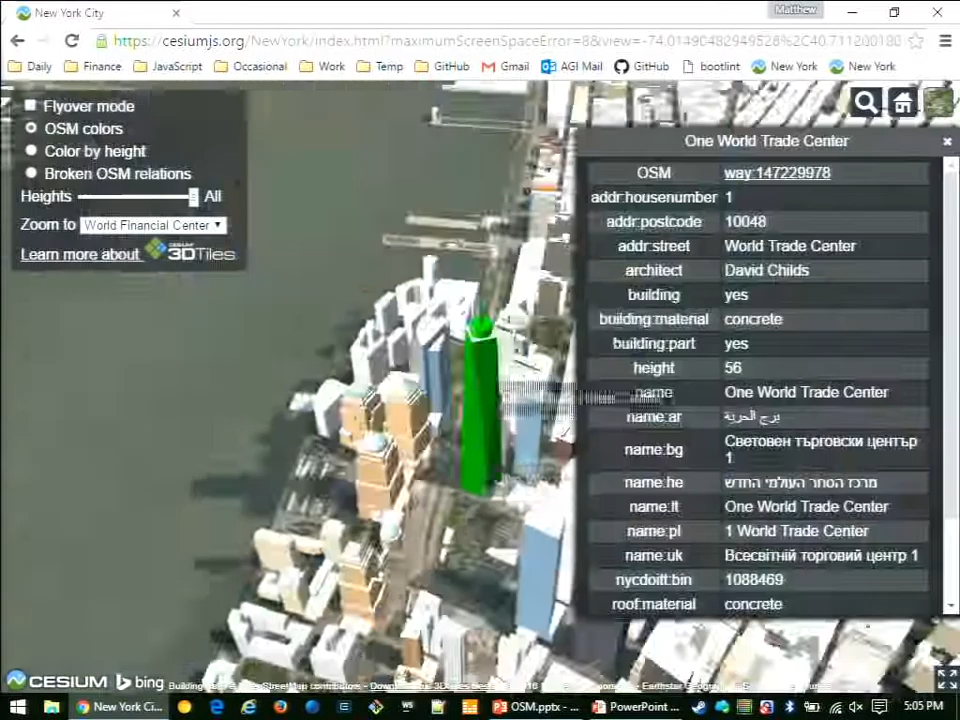 New York City
Matthew
https://cesiumjs.org/NewYork/index.html?maximumScreenSpaceError=8&view=-74.01490482949528%2C40.711200180
Daily Finance JavaScript Occasional Work Temp GitHub Gmail AGI Mail GitHub bootlint New York New York
Flyover mode
OSM colors
Color by height
Broken OSM relations
Heights All
Zoom to World Financial Center
Learn more about CESIUM 3DTiles
One World Trade Center
OSM way:147229978
addr:housenumber 1
addr:postcode 10048
addr:street World Trade Center
architect David Childs
building yes
building:material concrete
building:part yes
height 56
name One World Trade Center
name:ar برج الحرية
name:bg Световен търговски център
1
name:he מרכז הסחר העולמי החדש
name:lt One World Trade Center
name:pl 1 World Trade Center
name:uk Всесвітній торговий центр 1
nycdoitt:bin 1088469
roof:material concrete
CESIUM bing
New York Ci... OSM.pptx - ... PowerPoint ... 5:05 PM